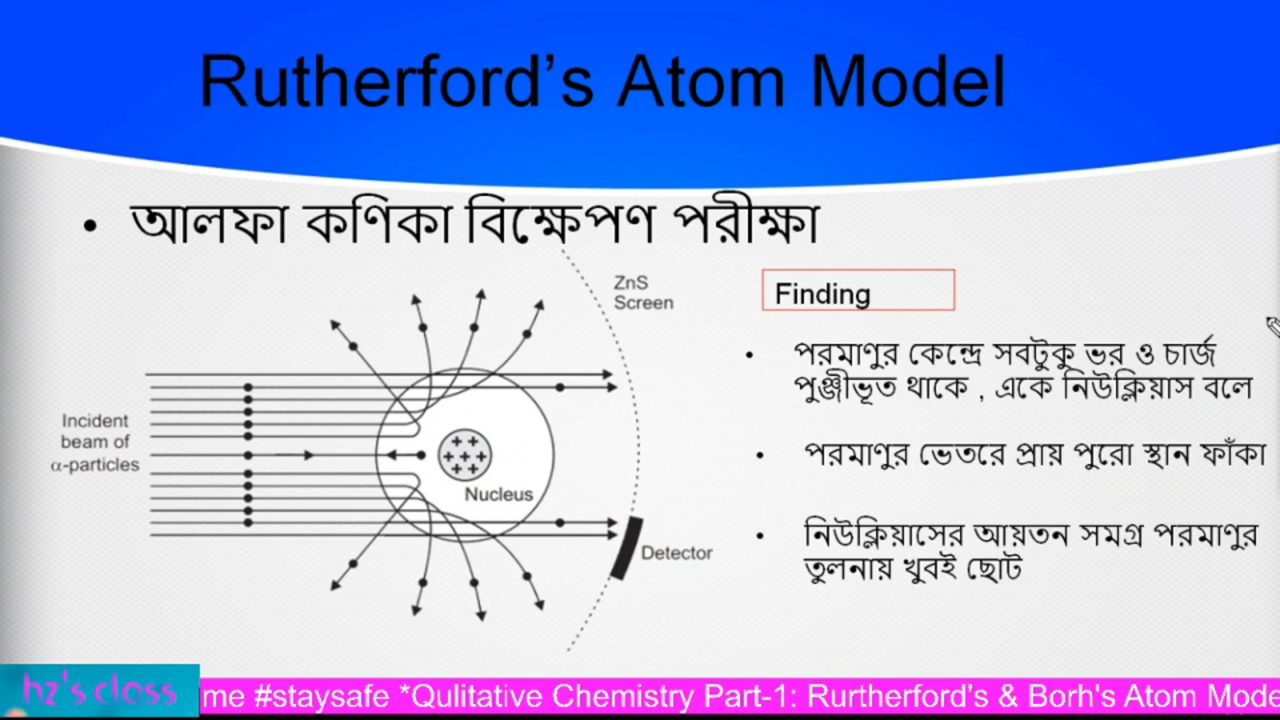 Rutherford's Atom Model
• আলফা কণিকা বিক্ষেপণ পরীক্ষা
ZnS
Screen
Finding
• পরমাণুর কেন্দ্রে সবটুকু ভর ও চার্জ
পুঞ্জীভূত থাকে , একে নিউক্লিয়াস বলে
Incident
beam of
α-particles
Nucleus
• পরমাণুর ভেতরে প্রায় পুরো স্থান ফাঁকা
Detector
• নিউক্লিয়াসের আয়তন সমগ্র পরমাণুর
তুলনায় খুবই ছোট
hz's class
me #staysafe *Qulitative Chemistry Part-1: Rurtherford's & Borh's Atom Mode